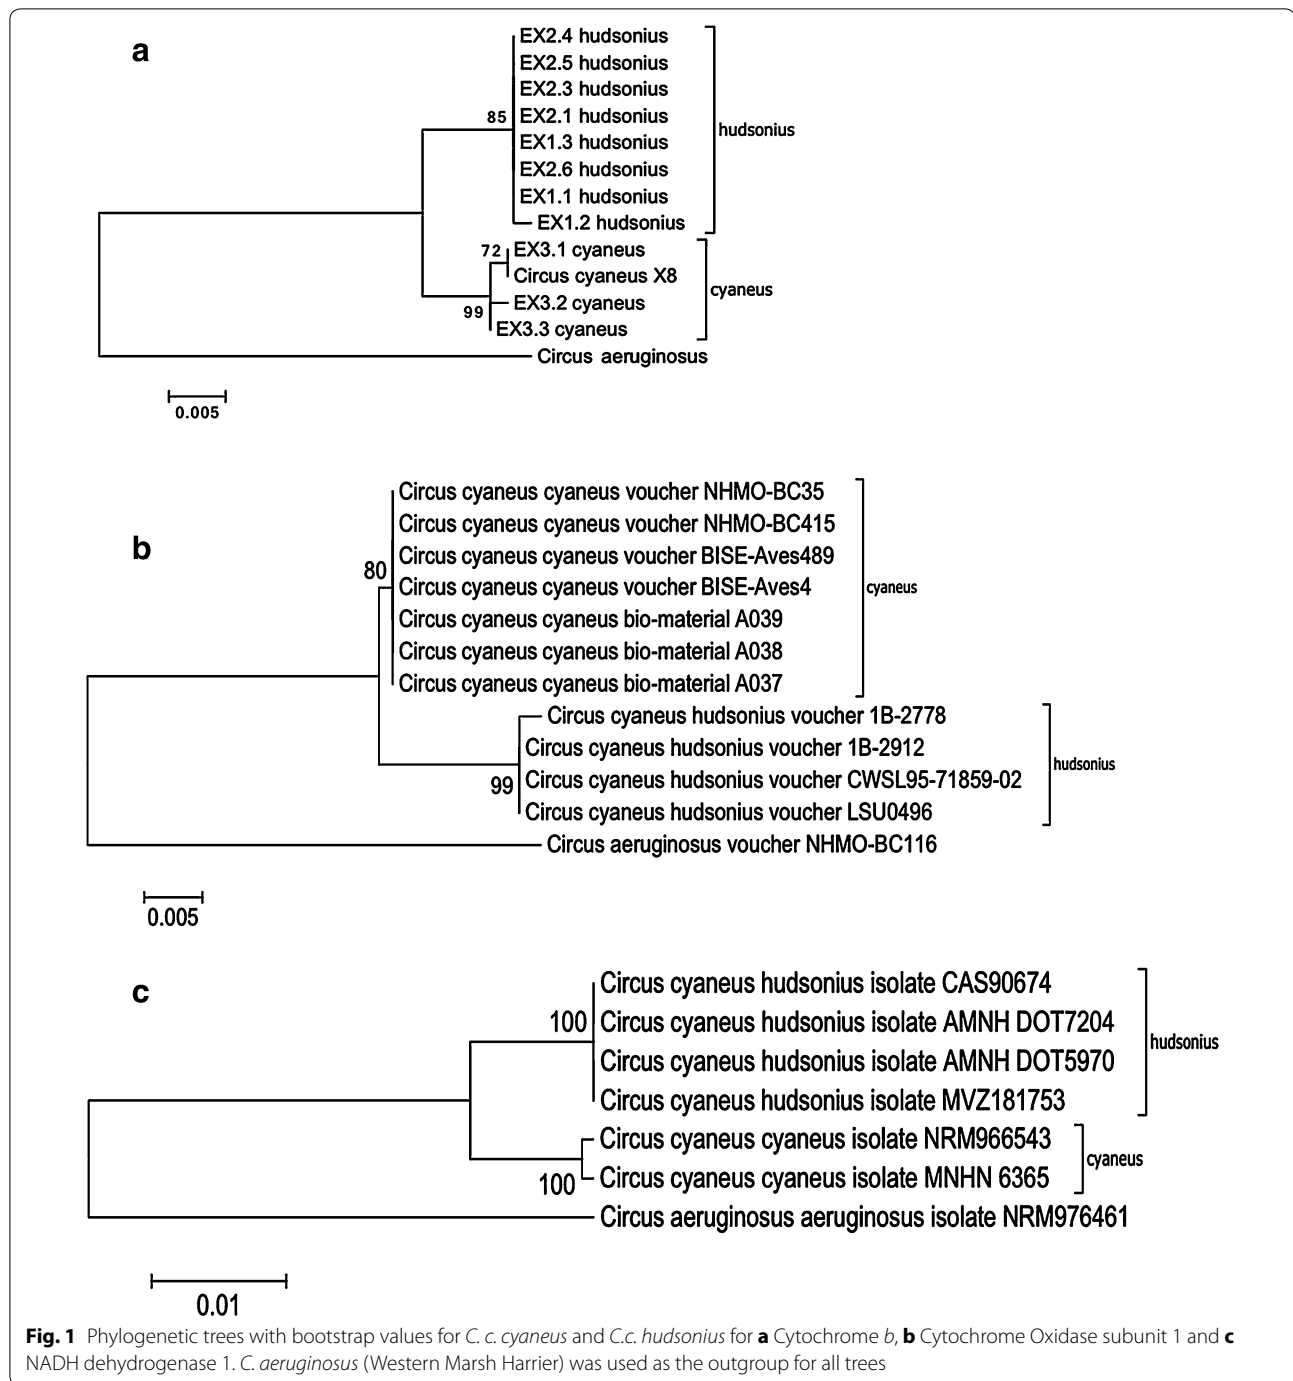 a
EX2.4 hudsonius
EX2.5 hudsonius
EX2.3 hudsonius
EX2.1 hudsonius
EX1.3 hudsonius
EX2.6 hudsonius
EX1.1 hudsonius
EX1.2 hudsonius
85
hudsonius
EX3.1 cyaneus
Circus cyaneus X8
EX3.2 cyaneus
EX3.3 cyaneus
72
99
cyaneus
Circus aeruginosus
0.005
b
Circus cyaneus cyaneus voucher NHMO-BC35
Circus cyaneus cyaneus voucher NHMO-BC415
Circus cyaneus cyaneus voucher BISE-Aves489
Circus cyaneus cyaneus voucher BISE-Aves4
Circus cyaneus cyaneus bio-material A039
Circus cyaneus cyaneus bio-material A038
Circus cyaneus cyaneus bio-material A037
80
cyaneus
Circus cyaneus hudsonius voucher 1B-2778
Circus cyaneus hudsonius voucher 1B-2912
Circus cyaneus hudsonius voucher CWSL95-71859-02
Circus cyaneus hudsonius voucher LSU0496
99
hudsonius
Circus aeruginosus voucher NHMO-BC116
0.005
c
Circus cyaneus hudsonius isolate CAS90674
Circus cyaneus hudsonius isolate AMNH DOT7204
Circus cyaneus hudsonius isolate AMNH DOT5970
Circus cyaneus hudsonius isolate MVZ181753
100
hudsonius
Circus cyaneus cyaneus isolate NRM966543
Circus cyaneus cyaneus isolate MNHN 6365
100
cyaneus
Circus aeruginosus aeruginosus isolate NRM976461
0.01
Fig. 1 Phylogenetic trees with bootstrap values for C. c. cyaneus and C.c. hudsonius for a Cytochrome b, b Cytochrome Oxidase subunit 1 and c
NADH dehydrogenase 1. C. aeruginosus (Western Marsh Harrier) was used as the outgroup for all trees